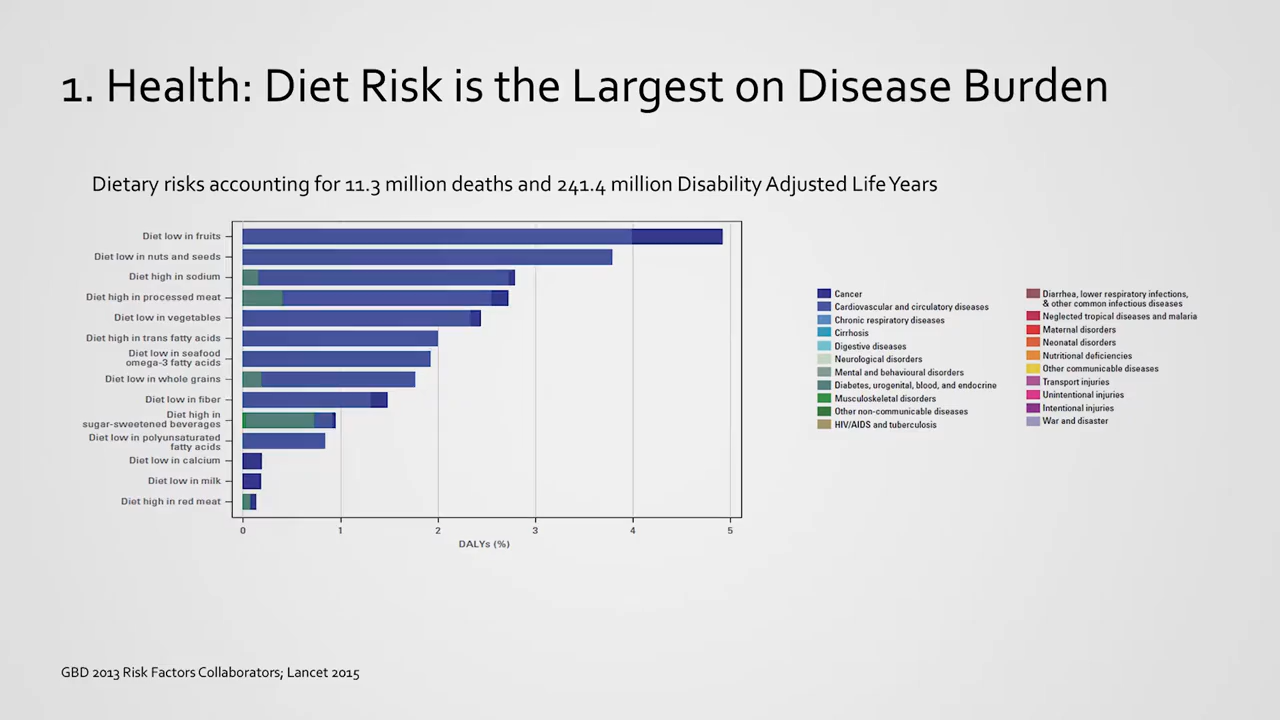 1. Health: Diet Risk is the Largest on Disease Burden
Dietary risks accounting for 11.3 million deaths and 241.4 million Disability Adjusted Life Years
Diet low in fruits
Diet low in nuts and seeds
Diet high in sodium
Diet high in processed meat
Diet low in vegetables
Diet high in trans fatty acids
Diet low in seafood
omega-3 fatty acids
Diet low in whole grains
Diet low in fiber
Diet high in
sugar-sweetened beverages
Diet low in polyunsaturated
fatty acids
Diet low in calcium
Diet low in milk
Diet high in red meat
0 1 2 3 4 5
DALYs (%)
Cancer
Cardiovascular and circulatory diseases
Chronic respiratory diseases
Cirrhosis
Digestive diseases
Neurological disorders
Mental and behavioural disorders
Diabetes, urogenital, blood, and endocrine
Musculoskeletal disorders
Other non-communicable diseases
HIV/AIDS and tuberculosis
Diarrhea, lower respiratory infections,
& other common infectious diseases
Neglected tropical diseases and malaria
Maternal disorders
Neonatal disorders
Nutritional deficiencies
Other communicable diseases
Transport injuries
Unintentional injuries
Intentional injuries
War and disaster
GBD 2013 Risk Factors Collaborators; Lancet 2015